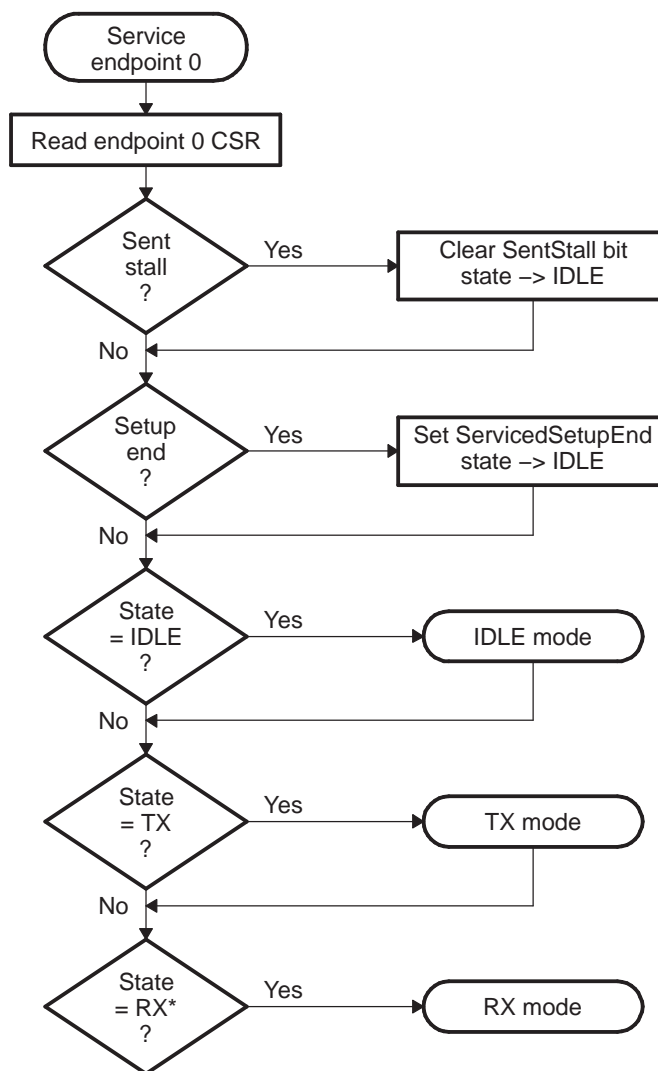 Service
endpoint 0
Read endpoint 0 CSR
Sent
stall
?
Yes
Clear SentStall bit
state –> IDLE
No
Setup
end
?
Yes
Set ServicedSetupEnd
state –> IDLE
No
State
= IDLE
?
Yes
IDLE mode
No
State
= TX
?
Yes
TX mode
No
State
= RX*
?
Yes
RX mode